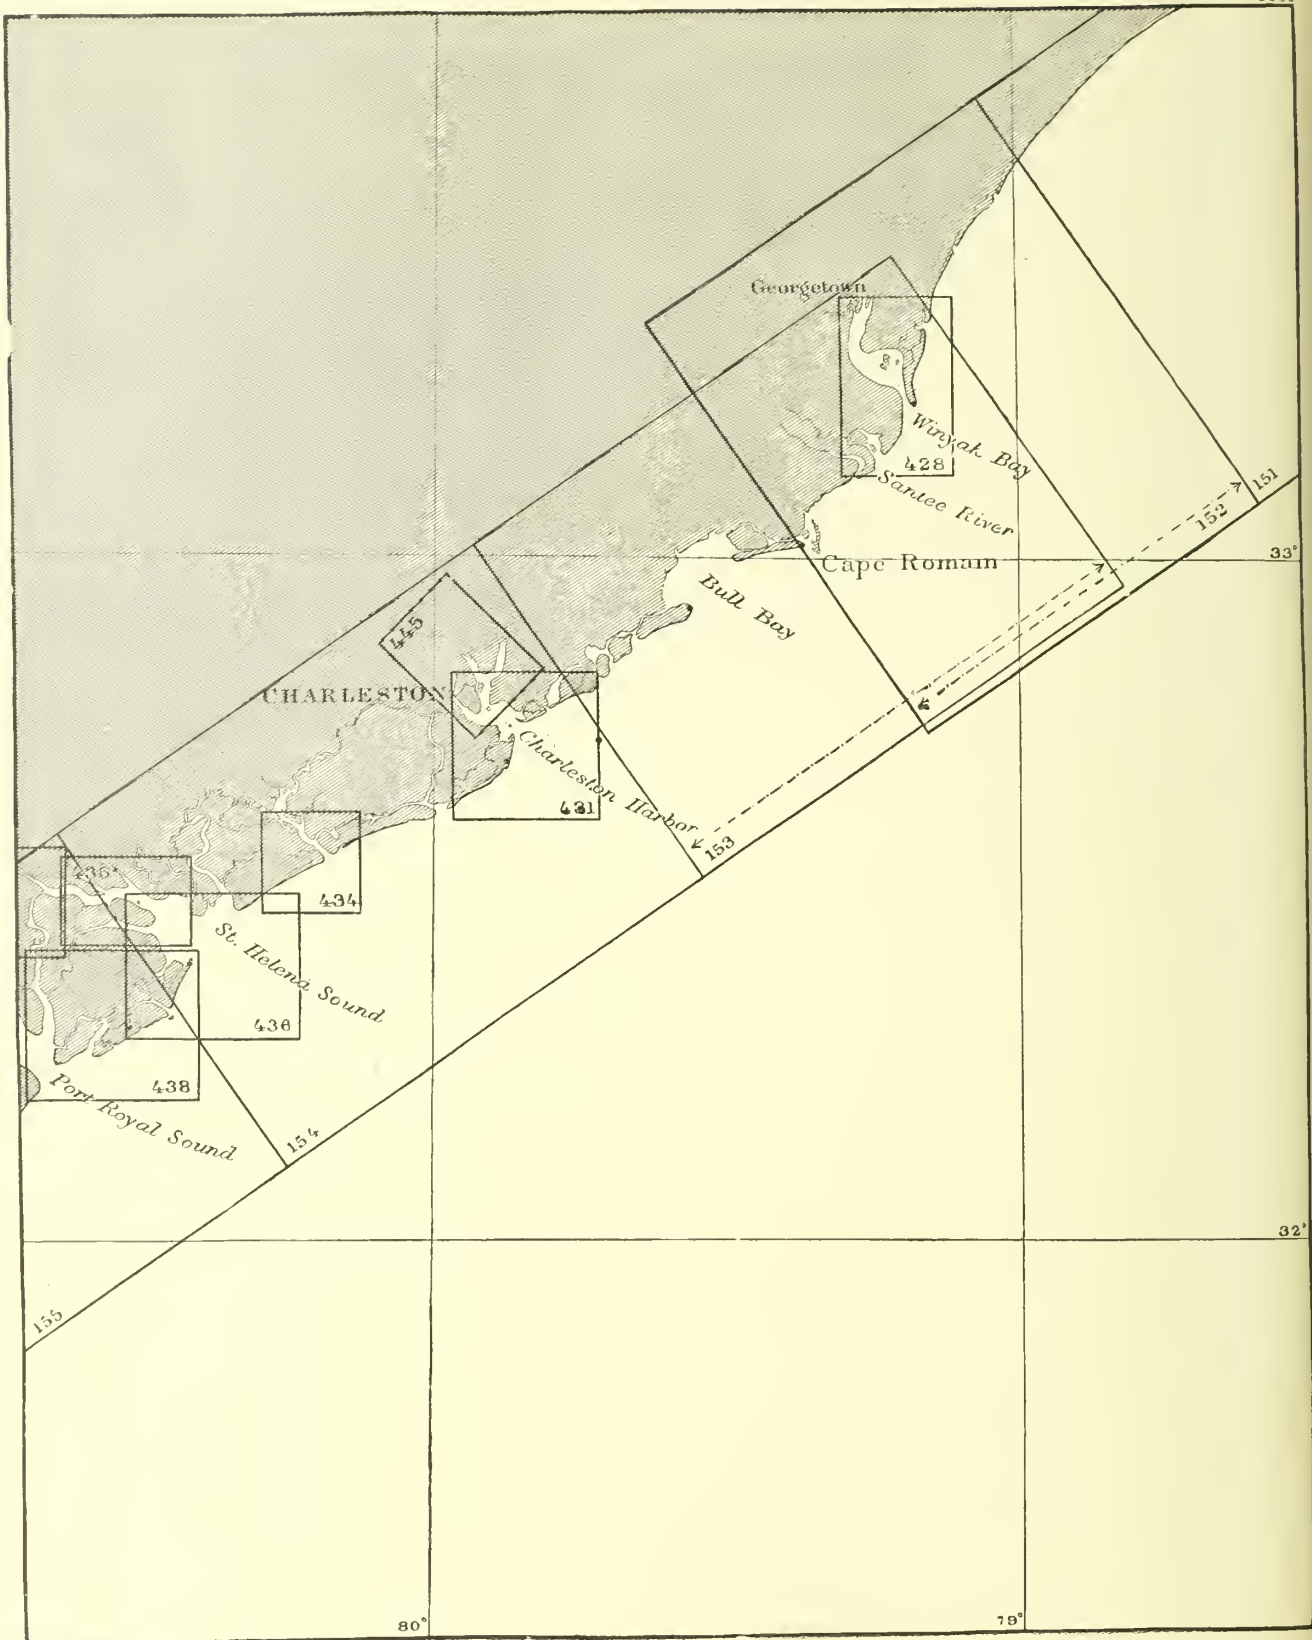 Georgetown
Winyah Bay
428
Santee River
151
152
33°
Cape Romain
Bull Bay
445
CHARLESTON
Charleston Harbor
431
153
435
434
St. Helena Sound
436
438
Port Royal Sound
154
32°
155
80°
79°